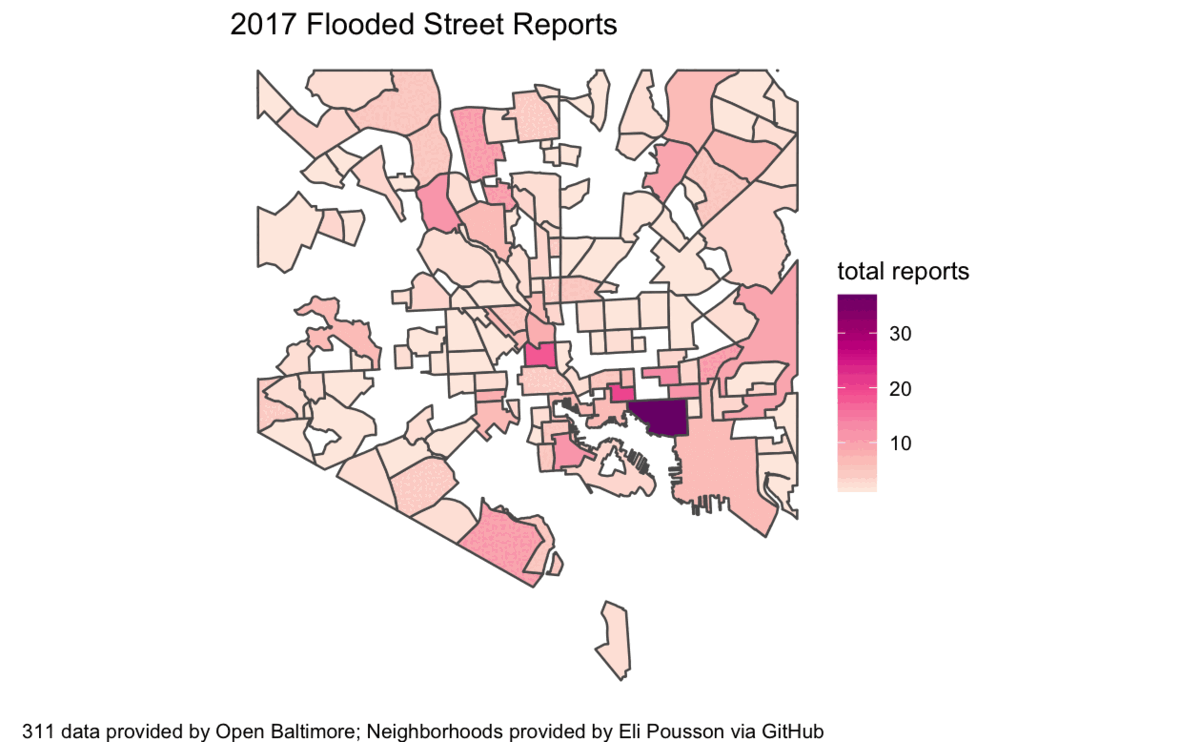 2017 Flooded Street Reports
total reports
30
20
10
311 data provided by Open Baltimore; Neighborhoods provided by Eli Pousson via GitHub